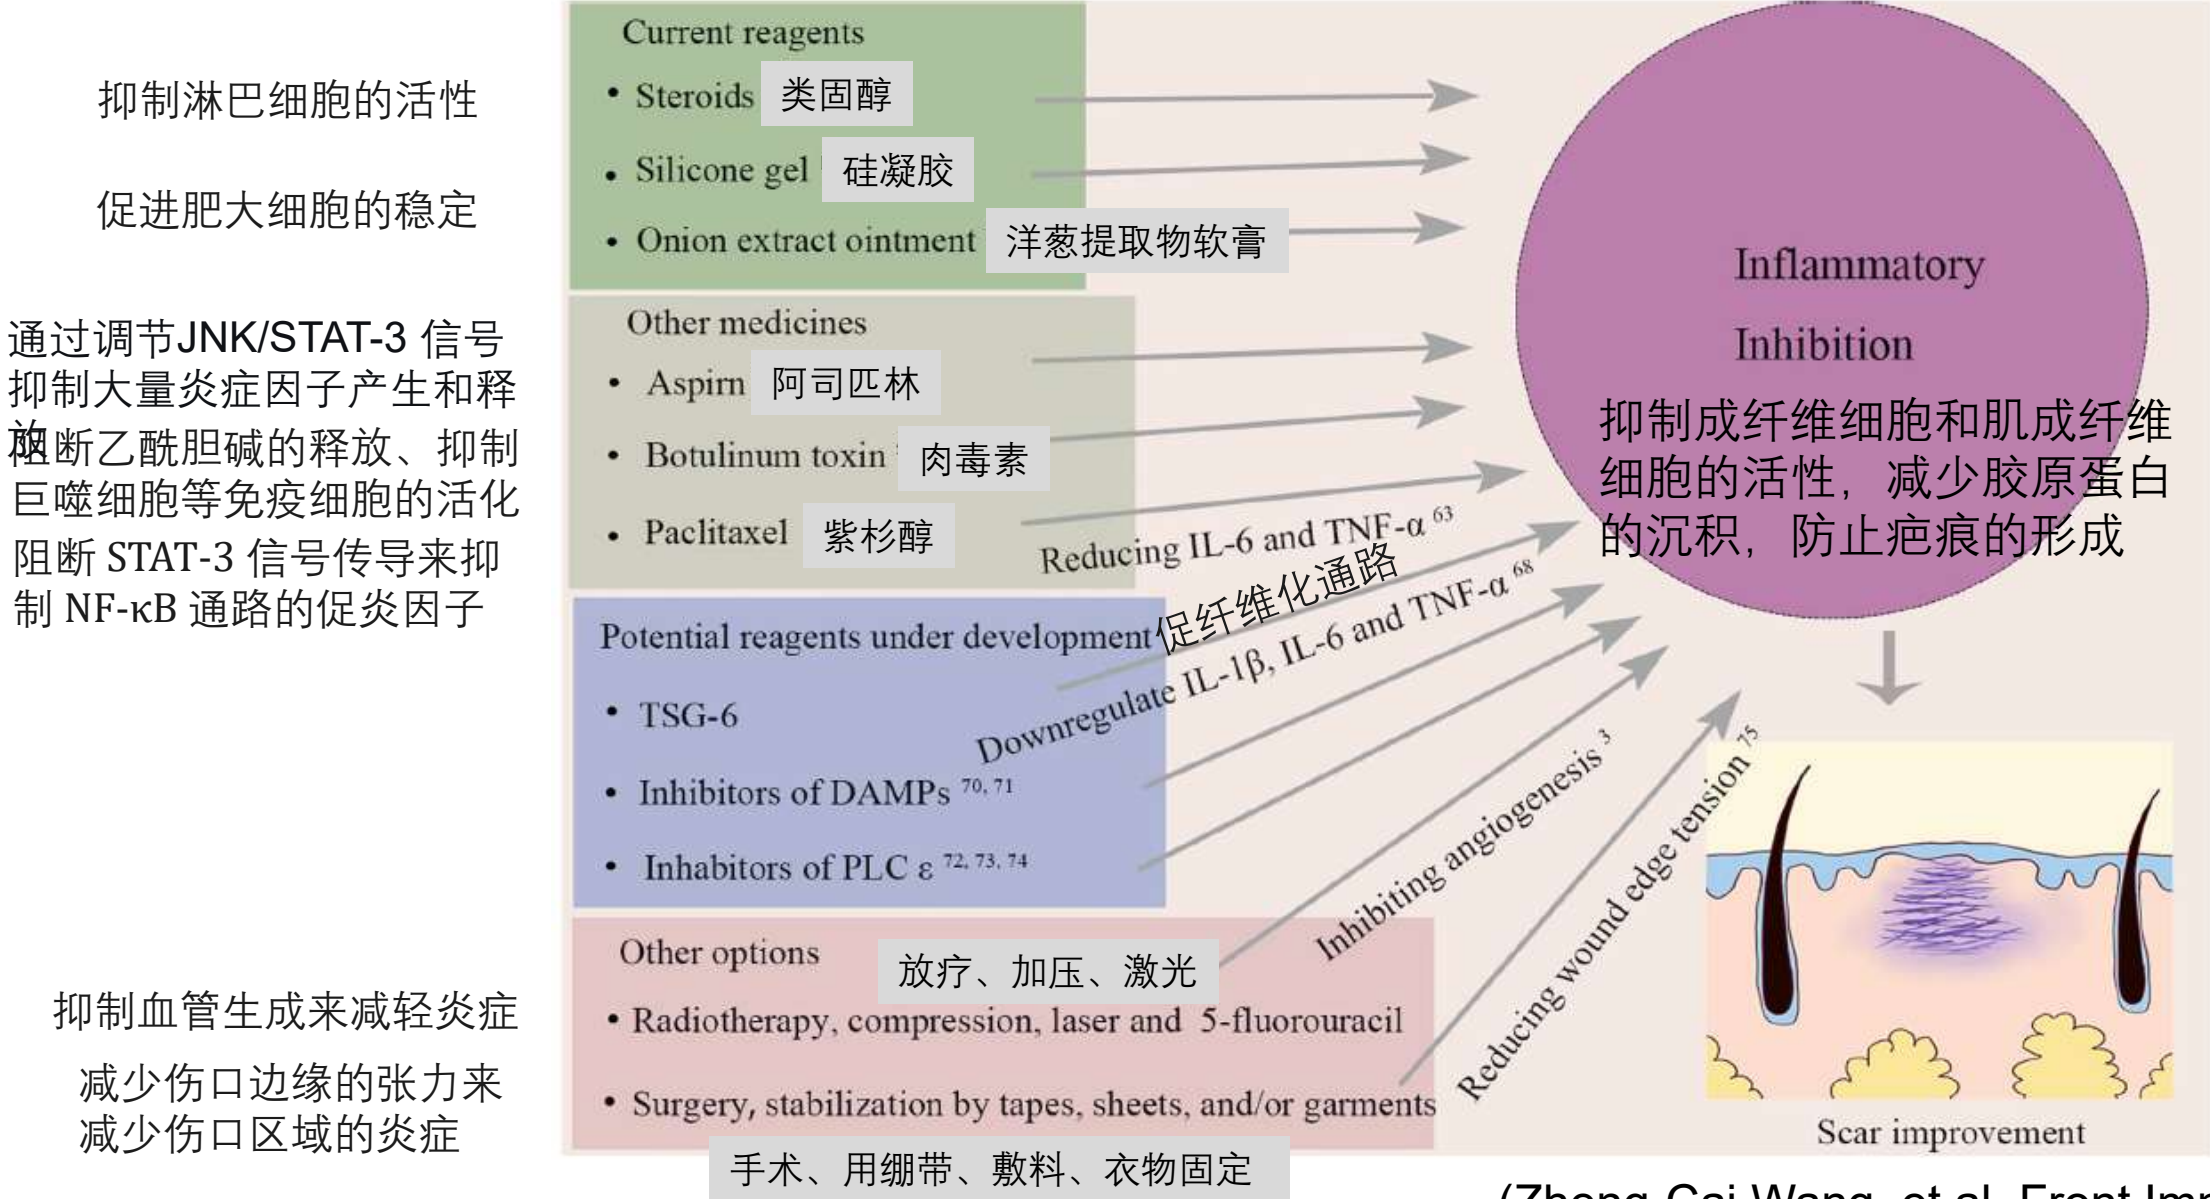 抑制淋巴细胞的活性
促进肥大细胞的稳定
通过调节JNK/STAT-3 信号
抑制大量炎症因子产生和释
放
阻断乙酰胆碱的释放、抑制
巨噬细胞等免疫细胞的活化
阻断 STAT-3 信号传导来抑
制 NF-κB 通路的促炎因子
抑制血管生成来减轻炎症
减少伤口边缘的张力来
减少伤口区域的炎症
Current reagents
• Steroids 类固醇
• Silicone gel 硅凝胶
• Onion extract ointment 洋葱提取物软膏
Other medicines
• Aspirn 阿司匹林
• Botulinum toxin 肉毒素
• Paclitaxel 紫杉醇
Potential reagents under development
• TSG-6
• Inhibitors of DAMPs 70, 71
• Inhabitors of PLC ε 72, 73, 74
Other options
放疗、加压、激光
• Radiotherapy, compression, laser and 5-fluorouracil
• Surgery, stabilization by tapes, sheets, and/or garments
手术、用绷带、敷料、衣物固定
Reducing IL-6 and TNF-α 63
促纤维化通路
Downregulate IL-1β, IL-6 and TNF-α 68
Inhibiting angiogenesis 3
Reducing wound edge tension 75
Inflammatory
Inhibition
抑制成纤维细胞和肌成纤维
细胞的活性，减少胶原蛋白
的沉积，防止疤痕的形成
Scar improvement
(Zheng-Cai Wang, et al. Front